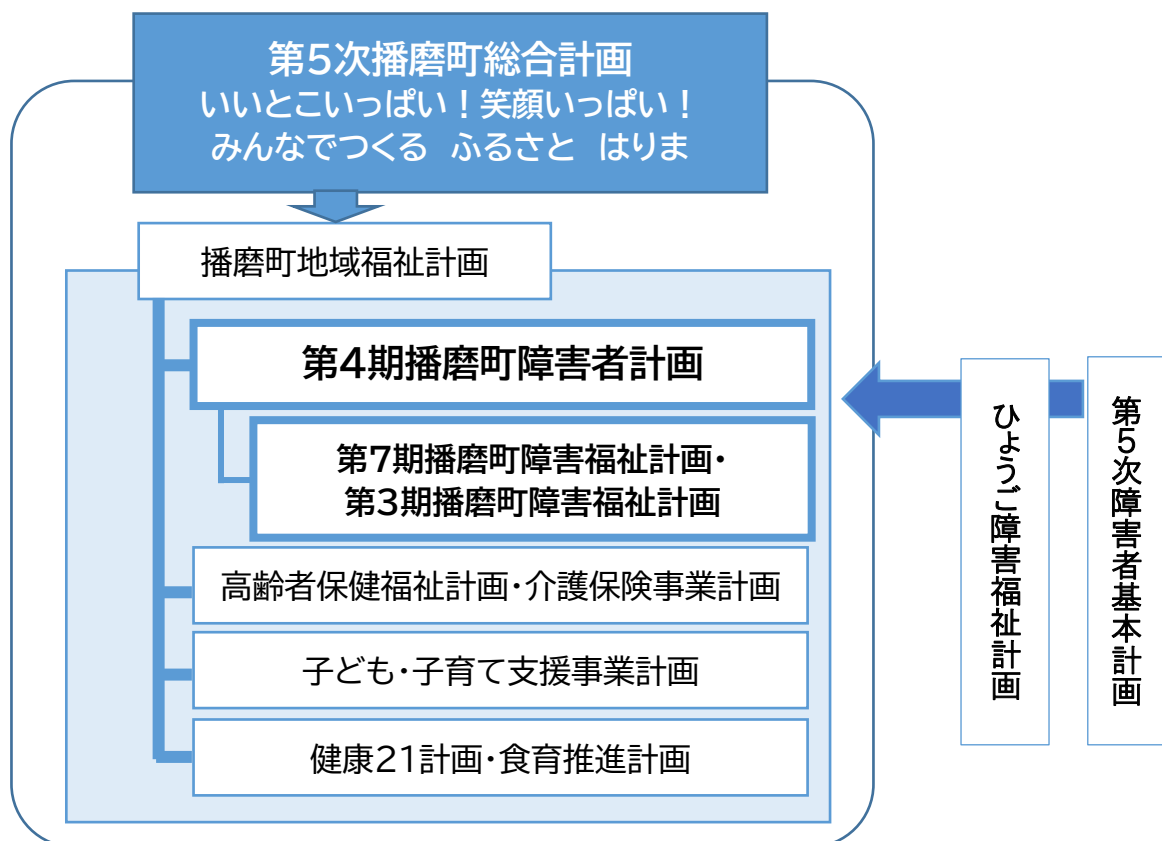 第5次播磨町総合計画
いいとこいっぱい！笑顔いっぱい！
みんなでつくる　ふるさと　はりま
播磨町地域福祉計画
第4期播磨町障害者計画
第7期播磨町障害福祉計画・
第3期播磨町障害福祉計画
高齢者保健福祉計画・介護保険事業計画
子ども・子育て支援事業計画
健康21計画・食育推進計画
ひょうご障害福祉計画
第5次障害者基本計画